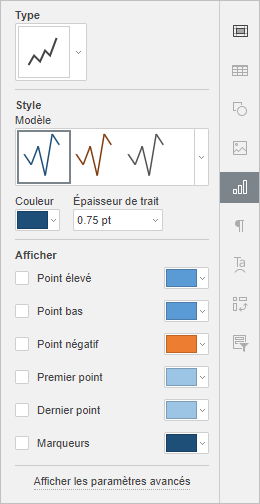 Type
Style
Modèle
Couleur
Épaisseur de trait
0.75 pt
Afficher
Point élevé
Point bas
Point négatif
Premier point
Dernier point
Marqueurs
Afficher les paramètres avancés
Ta